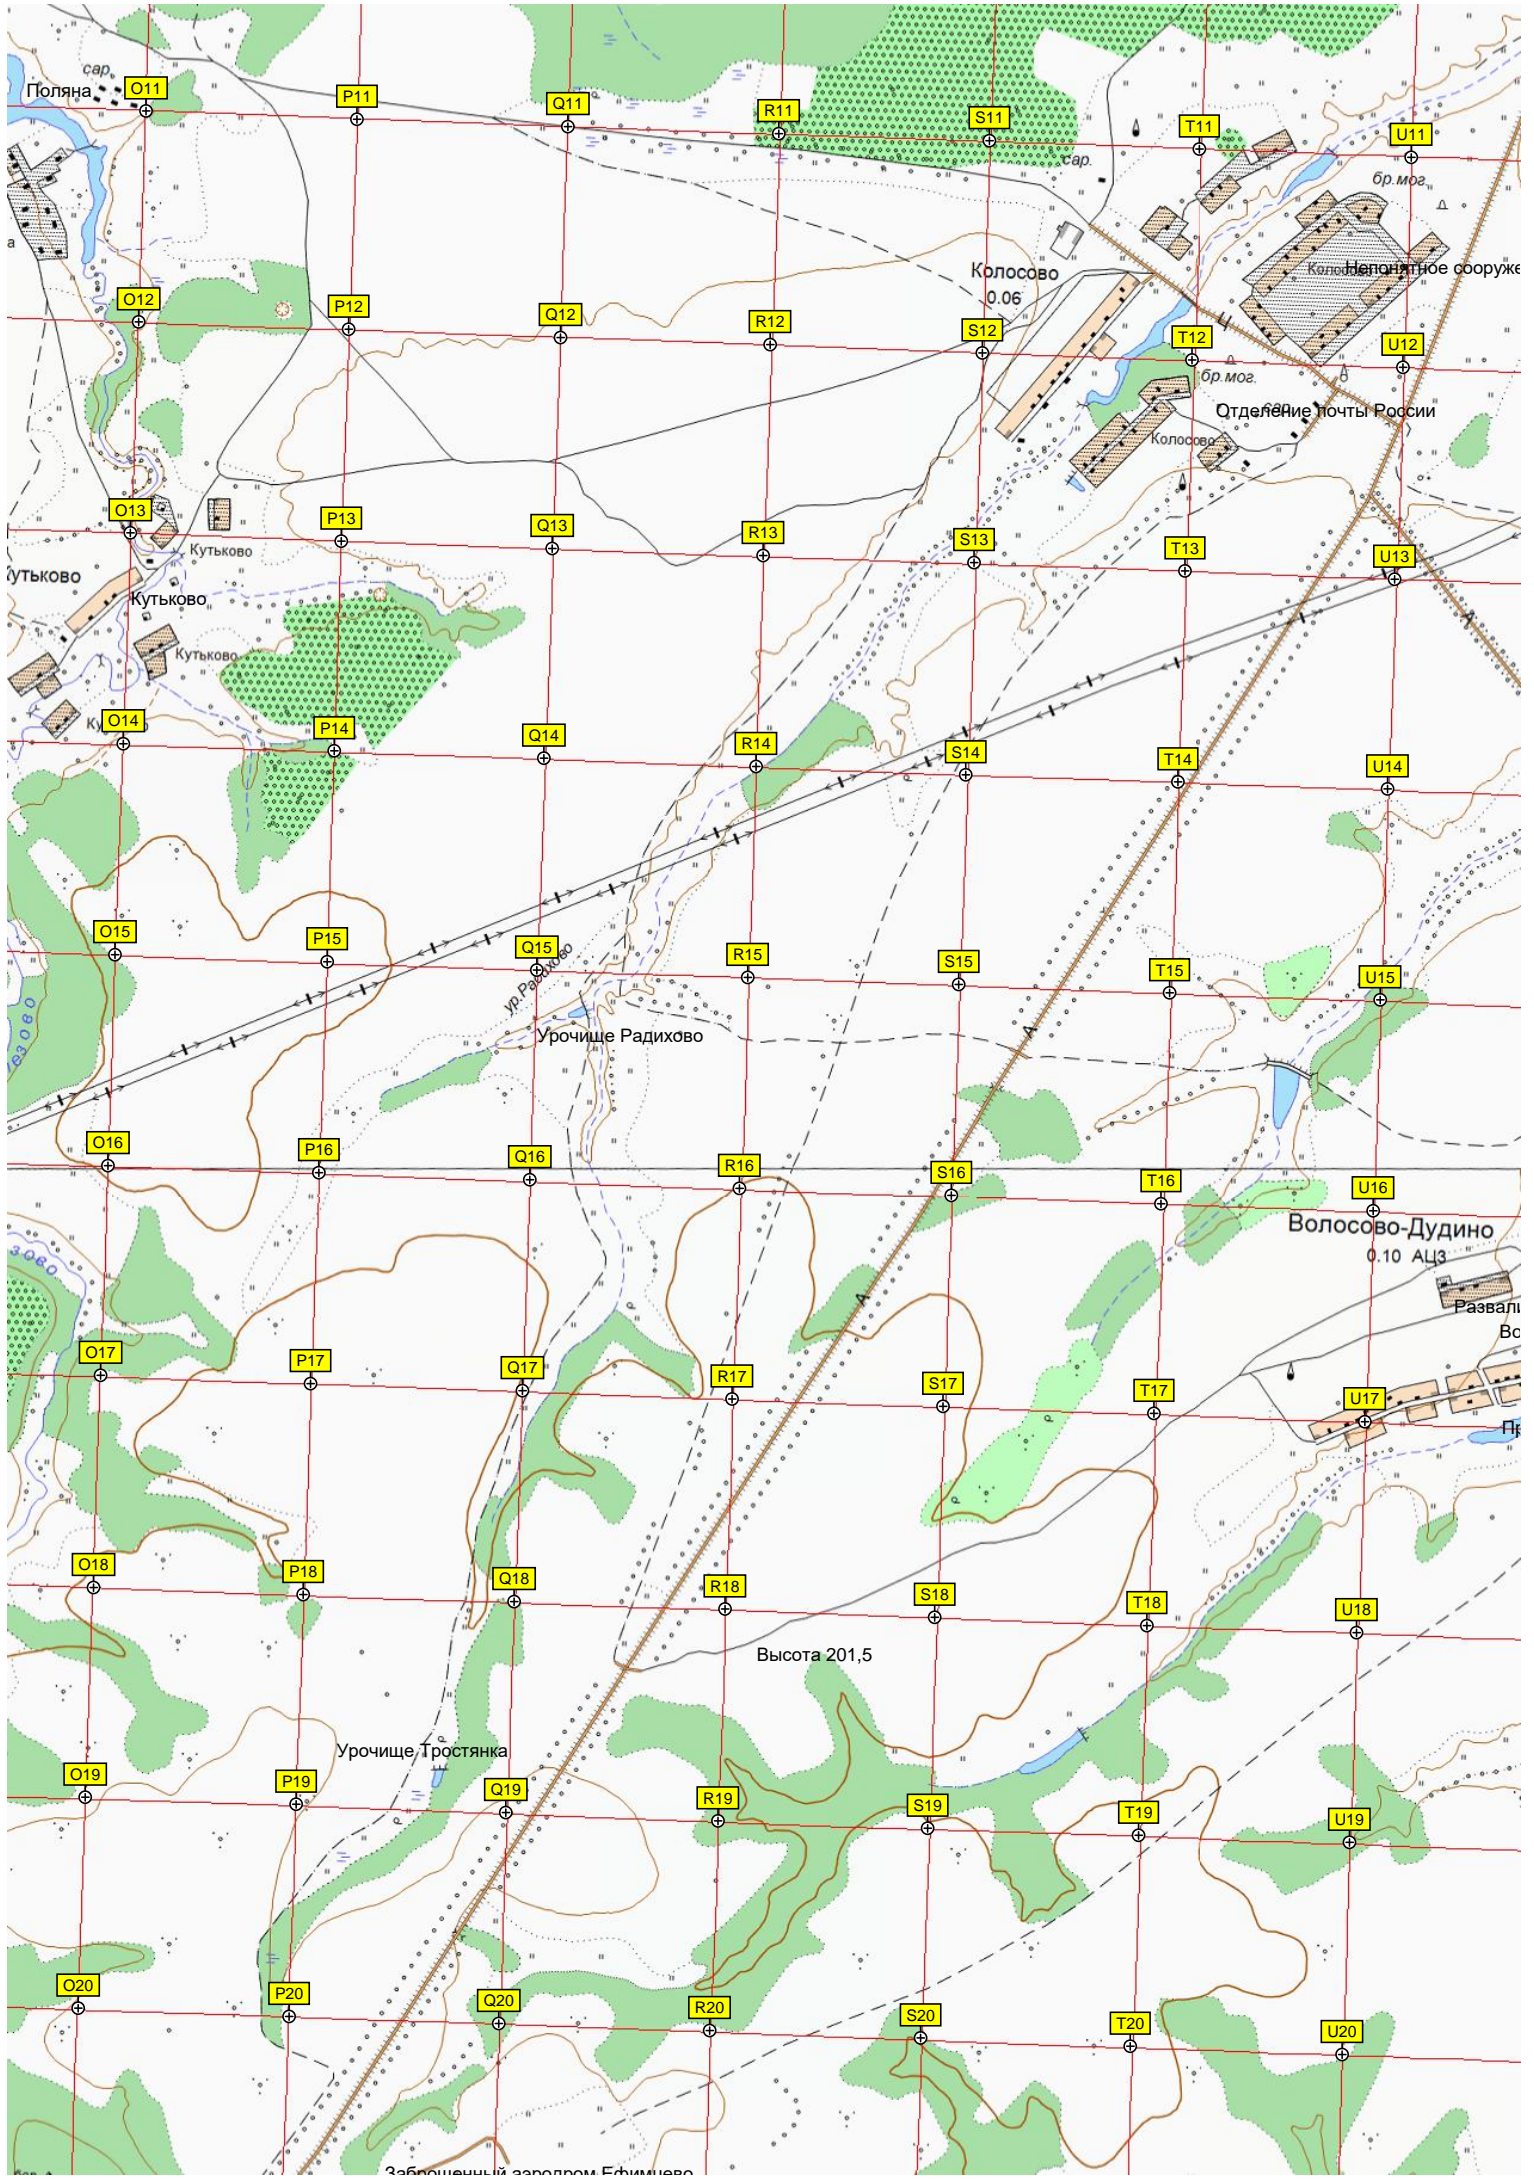 сар.
Поляна
O11
P11
Q11
R11
S11
T11
U11
сар.
бр.мог.
а
Колосово
0.06
Непонятное сооруже
O12
P12
Q12
R12
S12
T12
U12
Ц
бр.мог.
сар.
Отделение почты России
Колосово
O13
P13
Q13
R13
S13
T13
U13
Кутьково
утьково
Кутьково
А
Кутьково
O14
P14
Q14
R14
S14
T14
U14
O15
P15
Q15
R15
S15
T15
U15
ур.Радихово
Урочище Радихово
А
O16
P16
Q16
R16
S16
T16
U16
Волосово-Дудино
0.10 АЦЗ
зово
А
Развали
Во
O17
P17
Q17
R17
S17
T17
U17
Пр
O18
P18
Q18
R18
S18
T18
U18
Высота 201,5
Урочище Тростянка
O19
P19
Q19
R19
S19
T19
U19
O20
P20
Q20
R20
S20
T20
U20
Заброшенный аэродром Ефимцево